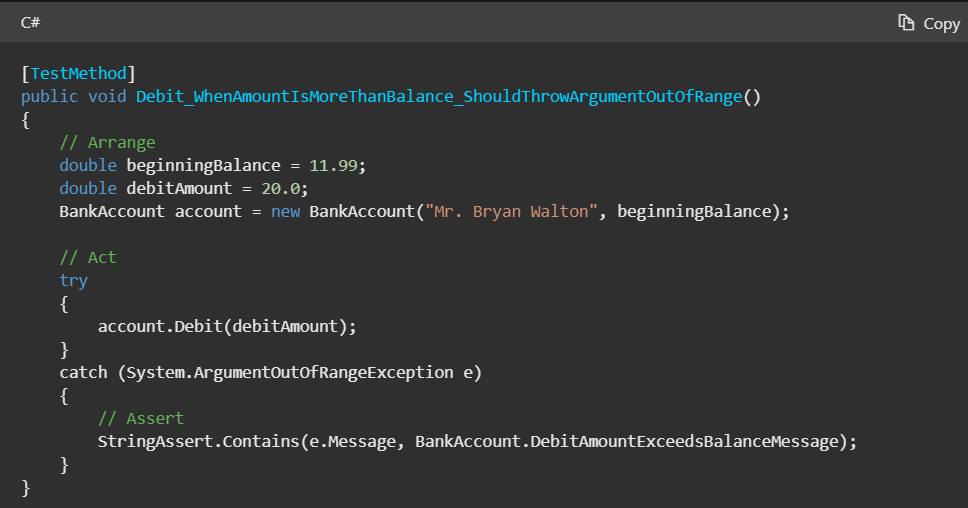 C#
Copy
[TestMethod]
public void Debit_WhenAmountIsMoreThanBalance_ShouldThrowArgumentOutOfRange()
{
    // Arrange
    double beginningBalance = 11.99;
    double debitAmount = 20.0;
    BankAccount account = new BankAccount("Mr. Bryan Walton", beginningBalance);

    // Act
    try
    {
        account.Debit(debitAmount);
    }
    catch (System.ArgumentOutOfRangeException e)
    {
        // Assert
        StringAssert.Contains(e.Message, BankAccount.DebitAmountExceedsBalanceMessage);
    }
}